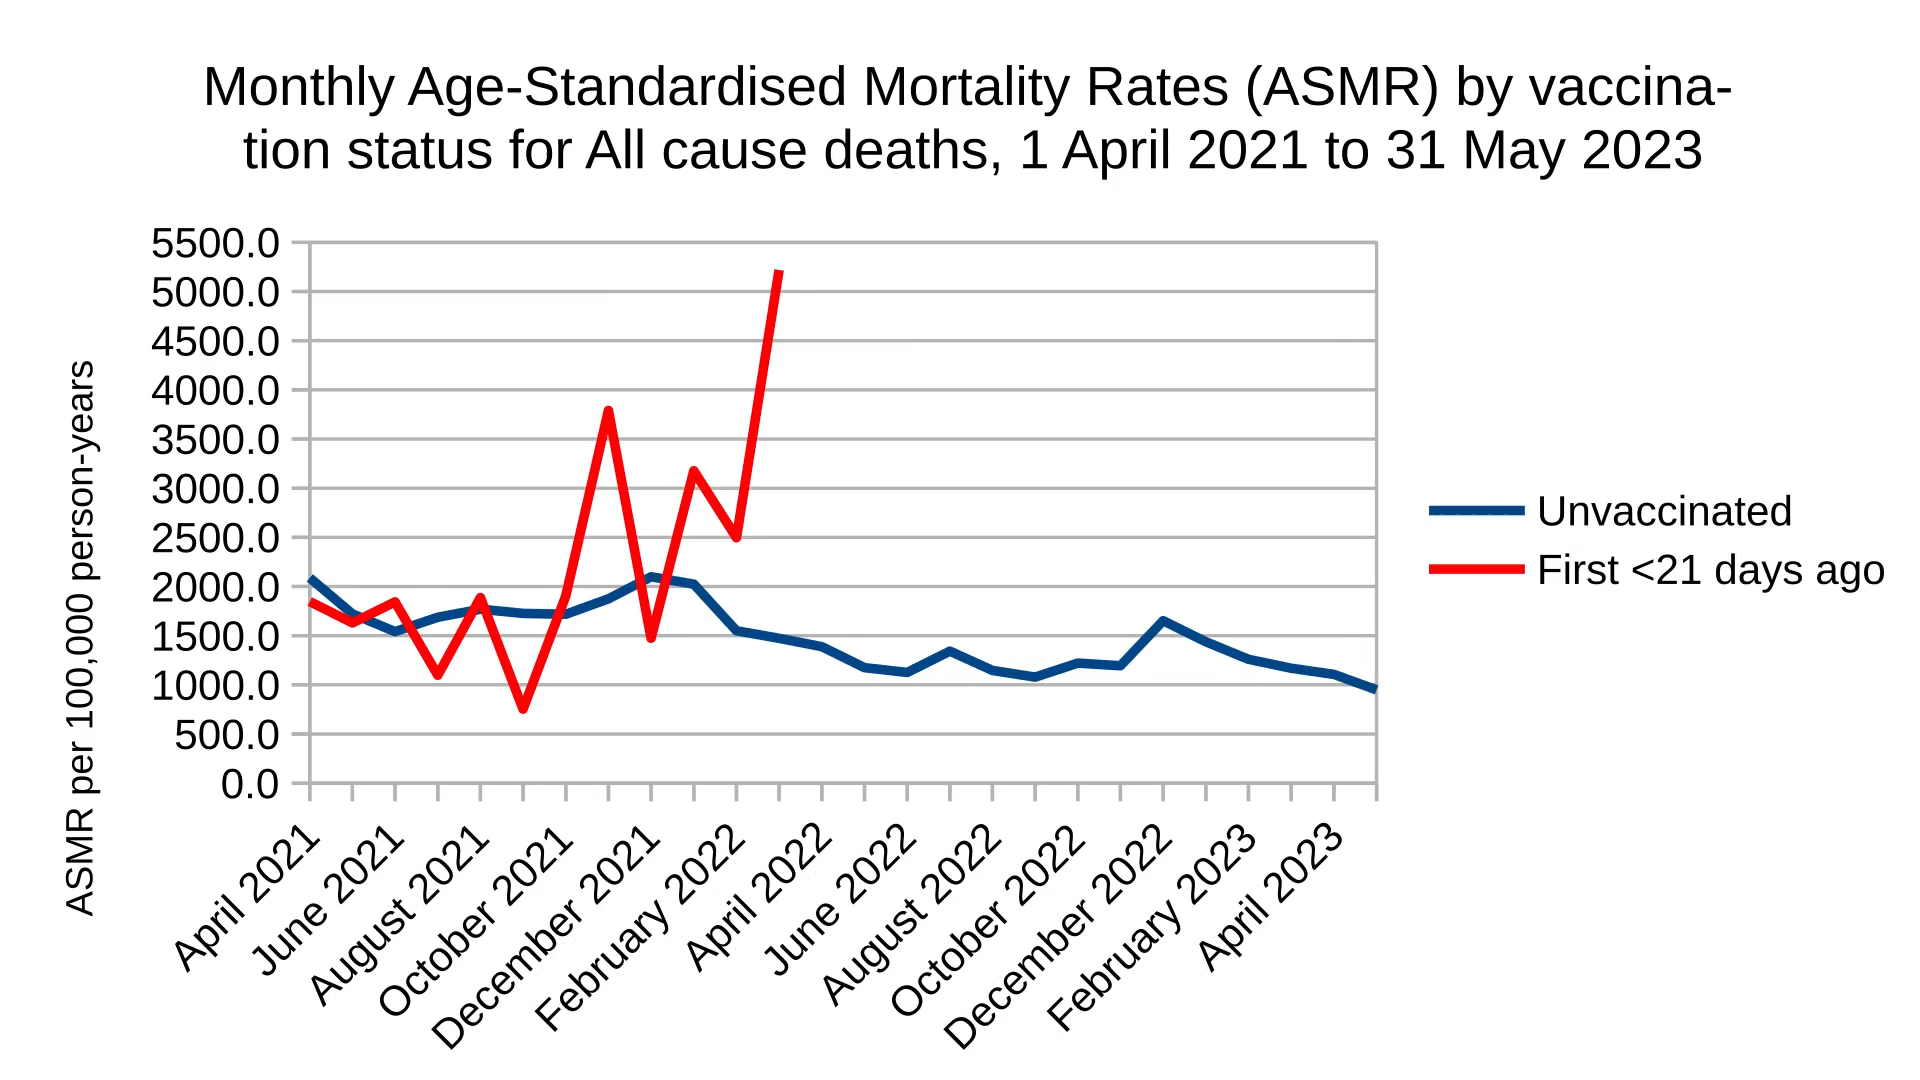 Monthly Age-Standardised Mortality Rates (ASMR) by vaccina-
tion status for All cause deaths, 1 April 2021 to 31 May 2023
5500.0
5000.0
4500.0
4000.0
3500.0
3000.0
2500.0
2000.0
1500.0
1000.0
500.0
0.0
ASMR per 100,000 person-years
Unvaccinated
First <21 days ago
April 2021
June 2021
August 2021
October 2021
December 2021
February 2022
April 2022
June 2022
August 2022
October 2022
December 2022
February 2023
April 2023